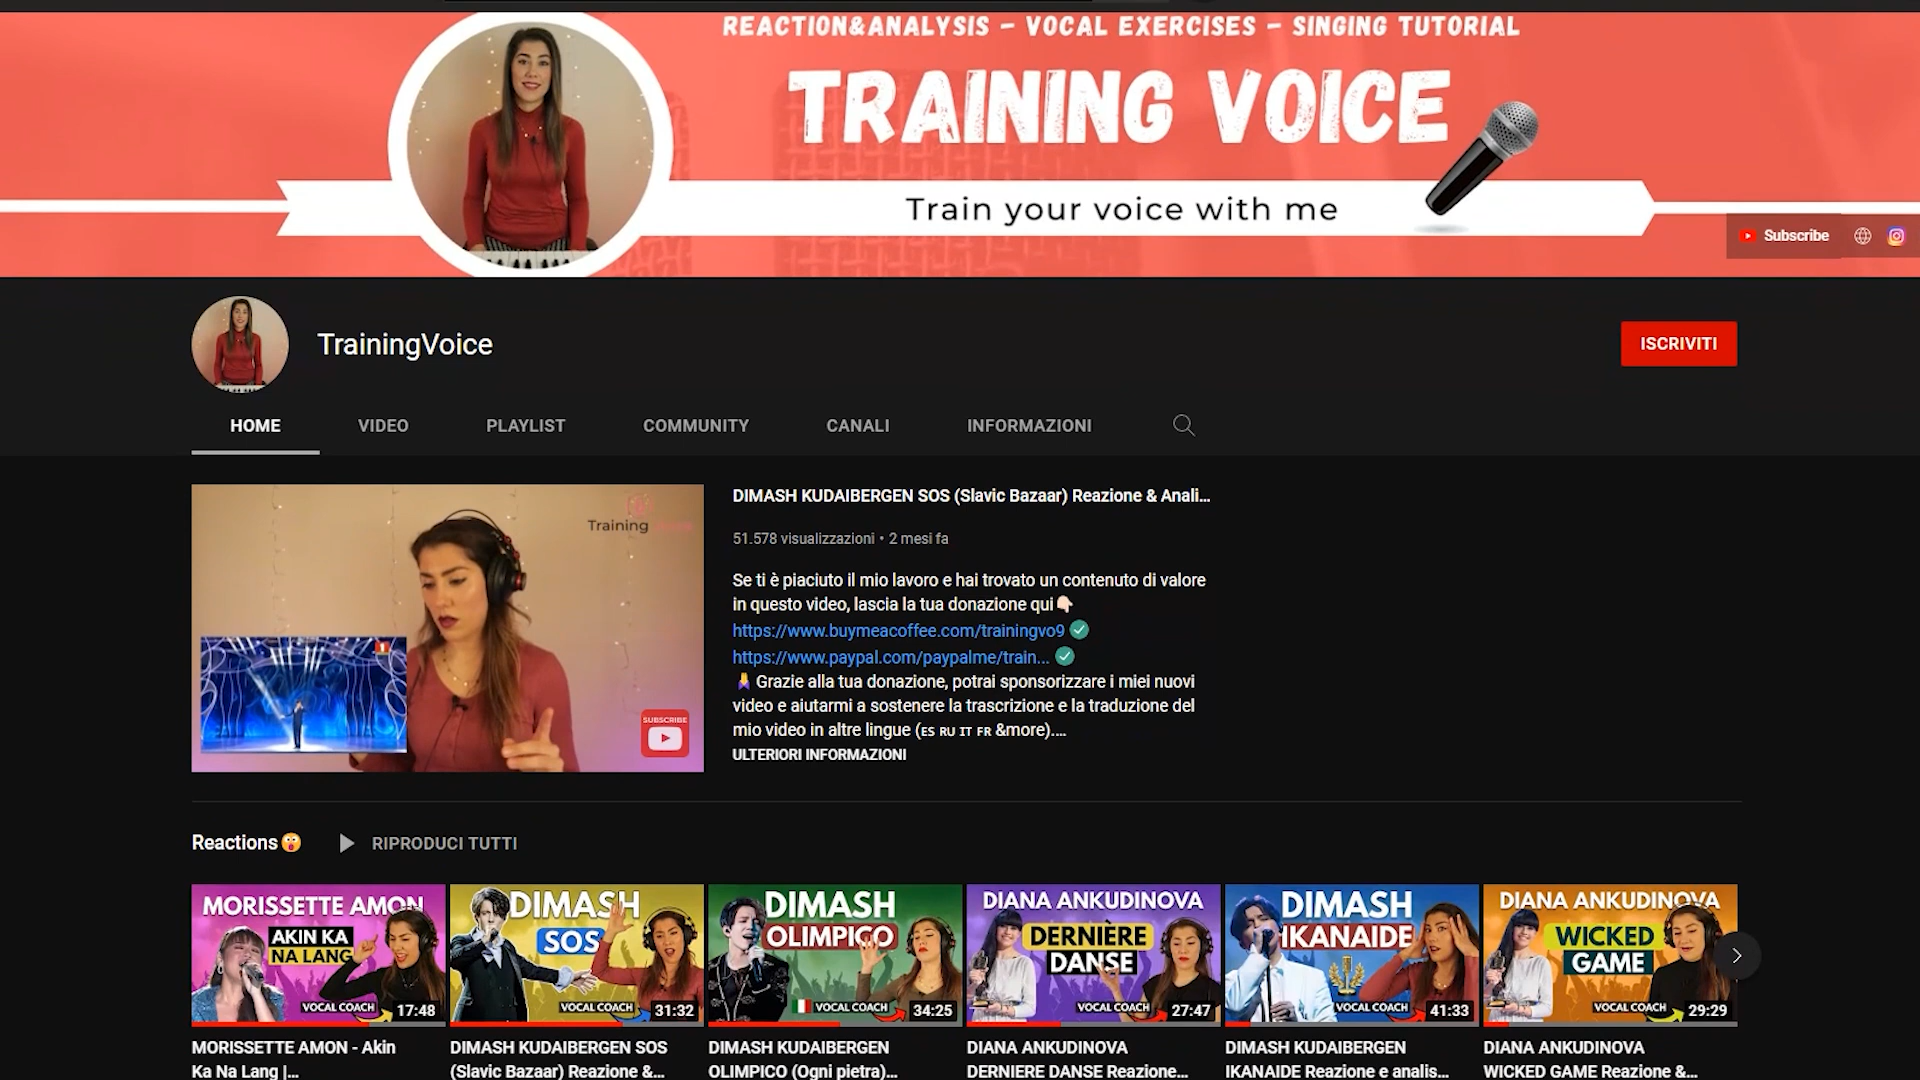 REACTION&ANALYSIS – VOCAL EXERCISES – SINGING TUTORIAL
TRAINING VOICE
Train your voice with me
Subscribe
TrainingVoice
ISCRIVITI
HOME
VIDEO
PLAYLIST
COMMUNITY
CANALI
INFORMAZIONI
Training
1
SUBSCRIBE
DIMASH KUDAIBERGEN SOS (Slavic Bazaar) Reazione & Anali...
51.578 visualizzazioni • 2 mesi fa
Se ti è piaciuto il mio lavoro e hai trovato un contenuto di valore
in questo video, lascia la tua donazione qui👇🏻
https://www.buymeacoffee.com/trainingvo9
https://www.paypal.com/paypalme/train...
Grazie alla tua donazione, potrai sponsorizzare i miei nuovi
video e aiutarmi a sostenere la trascrizione e la traduzione del
mio video in altre lingue (ᴇs ʀᴜ ɪᴛ ғʀ &more)....
ULTERIORI INFORMAZIONI
Reactions😲
RIPRODUCI TUTTI
MORISSETTE AMON
AKIN KA
NA LANG
VOCAL COACH
17:48
DIMASH
SOS
VOCAL COACH
31:32
DIMASH
OLIMPICO
VOCAL COACH
34:25
DIANA ANKUDINOVA
DERNIÈRE
DANSE
VOCAL COACH
27:47
DIMASH
IKANAIDE
VOCAL COACH
41:33
DIANA ANKUDINOVA
WICKED
GAME
VOCAL COACH
29:29
MORISSETTE AMON - Akin
Ka Na Lang |...
DIMASH KUDAIBERGEN SOS
(Slavic Bazaar) Reazione &...
DIMASH KUDAIBERGEN
OLIMPICO (Ogni pietra)...
DIANA ANKUDINOVA
DERNIERE DANSE Reazione...
DIMASH KUDAIBERGEN
IKANAIDE Reazione e analis...
DIANA ANKUDINOVA
WICKED GAME Reazione &...